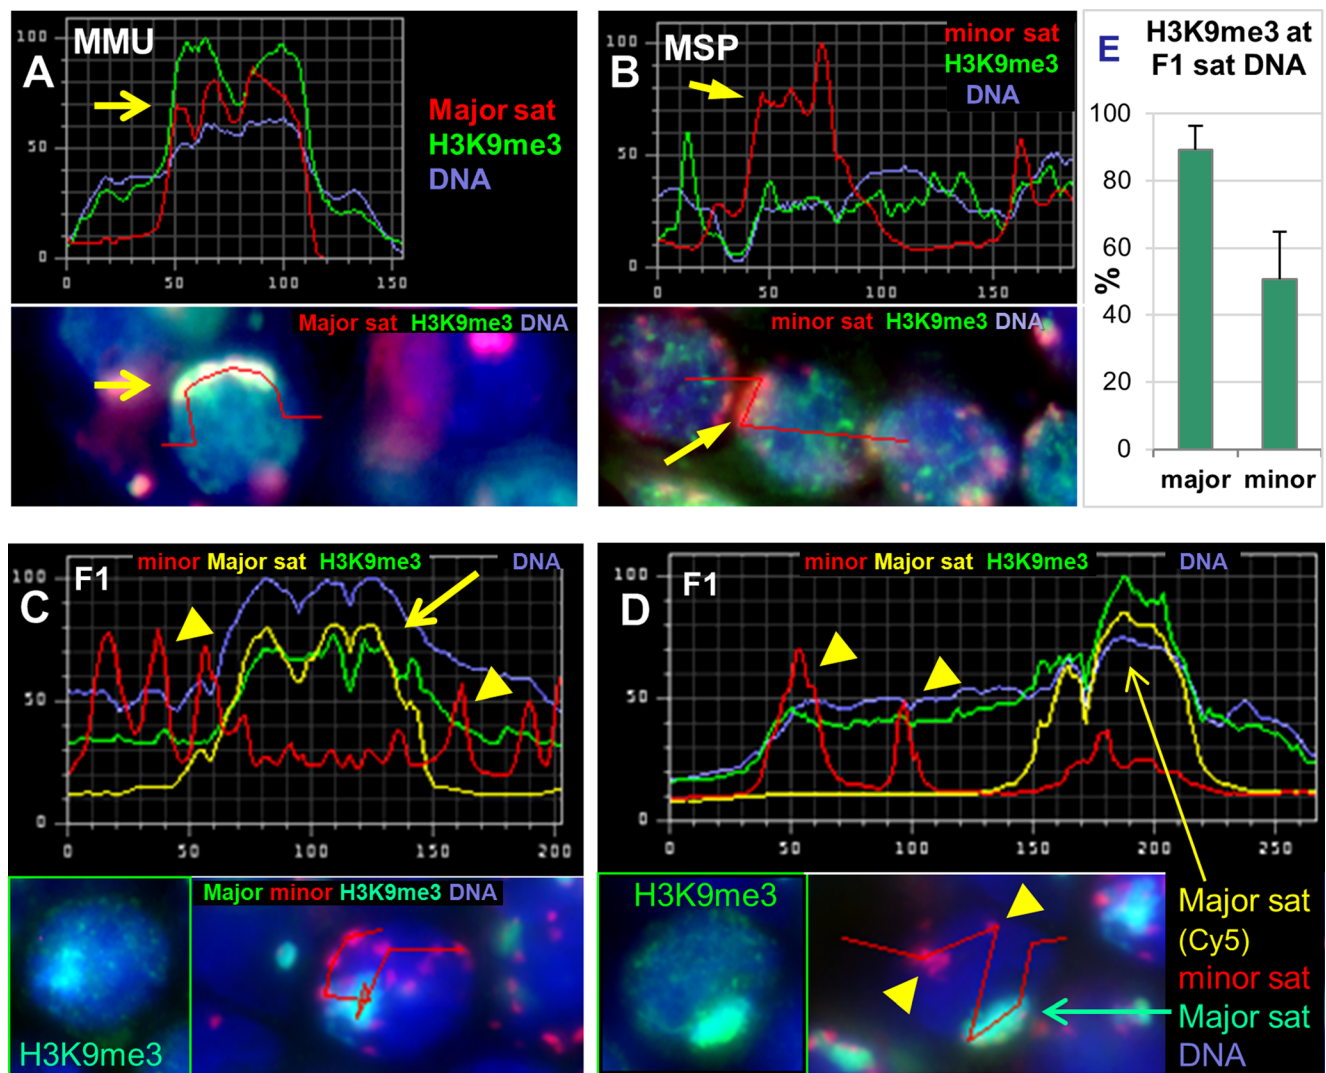 A
MMU
100
50
0
0
50
100
150
Major sat
H3K9me3
DNA
Major sat H3K9me3 DNA
B
MSP
minor sat
H3K9me3
DNA
100
50
0
0
50
100
150
minor sat H3K9me3 DNA
E
H3K9me3 at
F1 sat DNA
%
100
80
60
40
20
0
major minor
C
F1
minor Major sat H3K9me3 DNA
100
50
0
0
50
100
150
200
H3K9me3
Major minor H3K9me3 DNA
D
F1
minor Major sat H3K9me3 DNA
100
50
0
0
50
100
150
200
250
H3K9me3
Major sat
(Cy5)
minor sat
Major sat
DNA